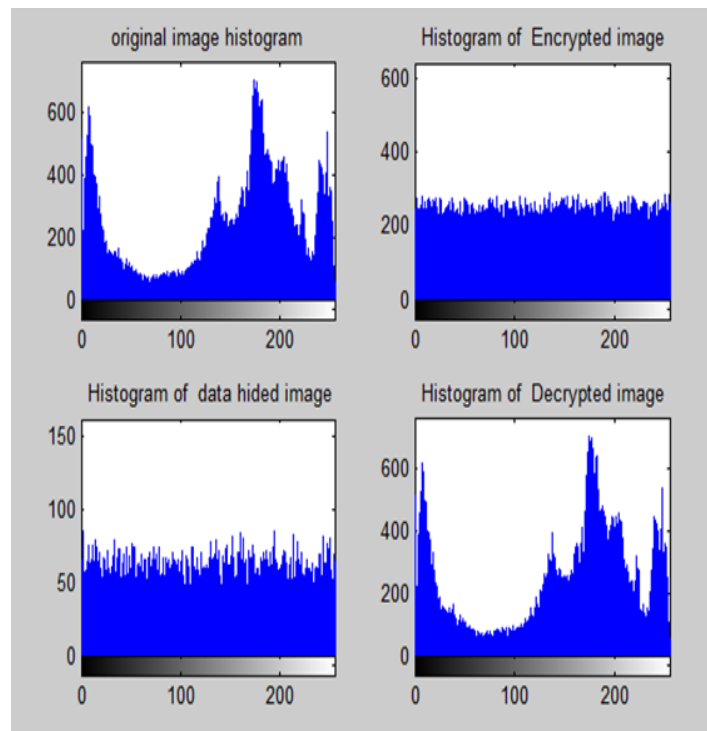 original image histogram
600
400
200
0
0 100 200
Histogram of Encrypted image
600
400
200
0
0 100 200
Histogram of data hided image
150
100
50
0
0 100 200
Histogram of Decrypted image
600
400
200
0
0 100 200